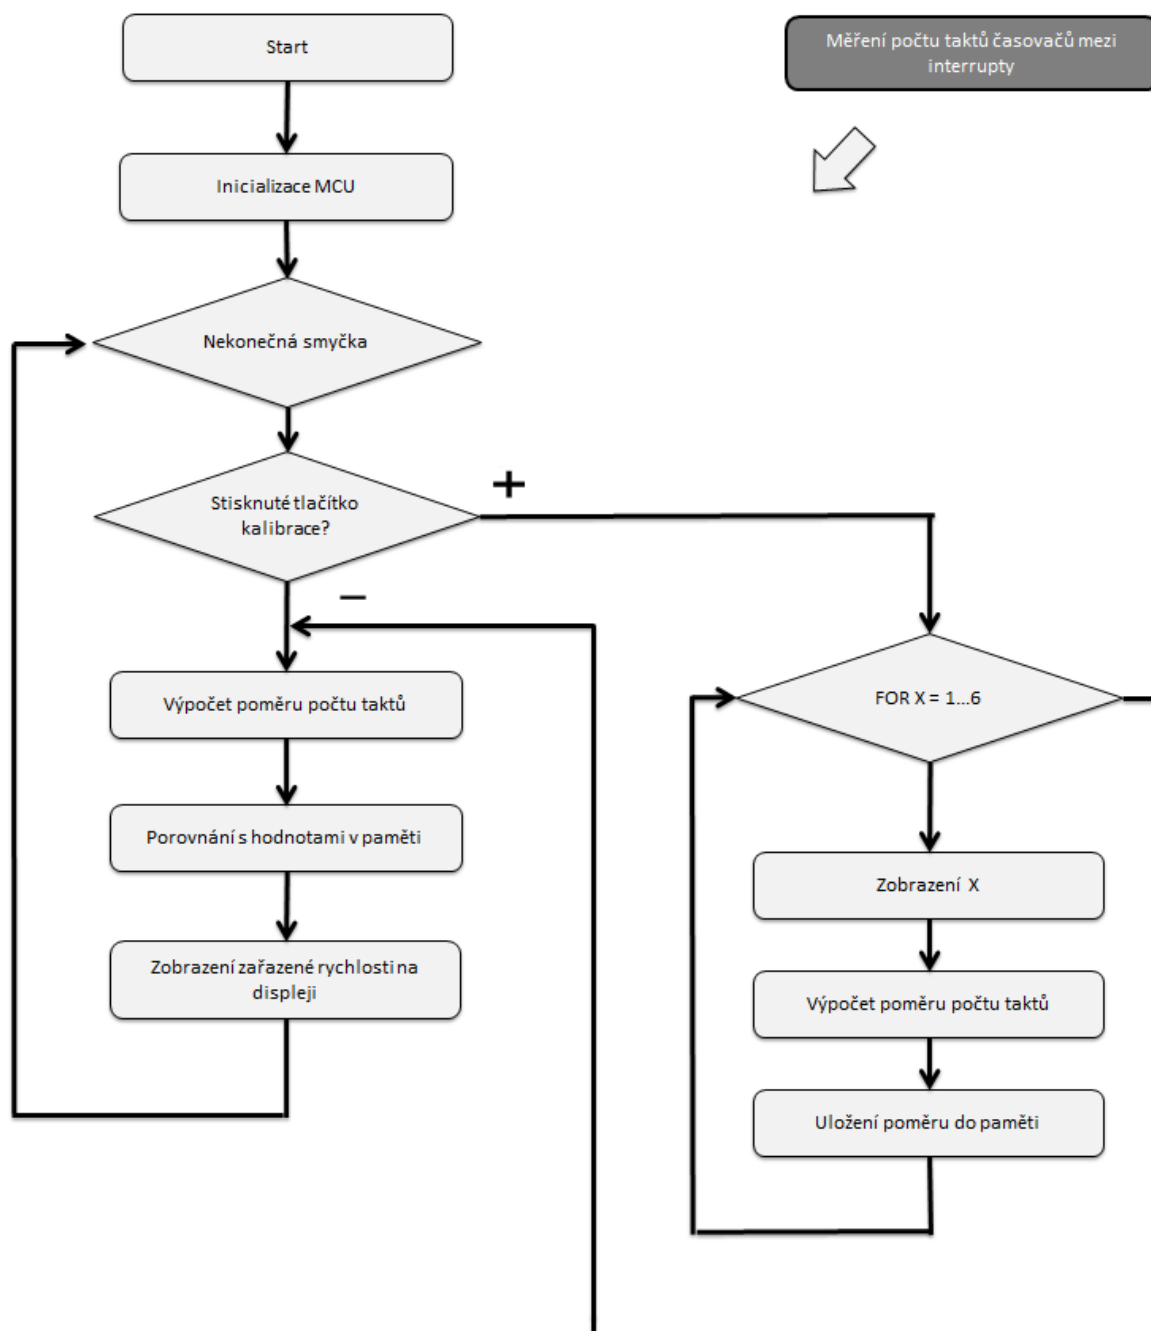 Start
Měření počtu taktů časovačů mezi
interrupty
Inicializace MCU
Nekonečná smyčka
Stisknuté tlačítko
kalibrace?
+
−
Výpočet poměru počtu taktů
Porovnání s hodnotami v paměti
Zobrazení zařazené rychlosti na
displeji
FOR X = 1...6
Zobrazení X
Výpočet poměru počtu taktů
Uložení poměru do paměti